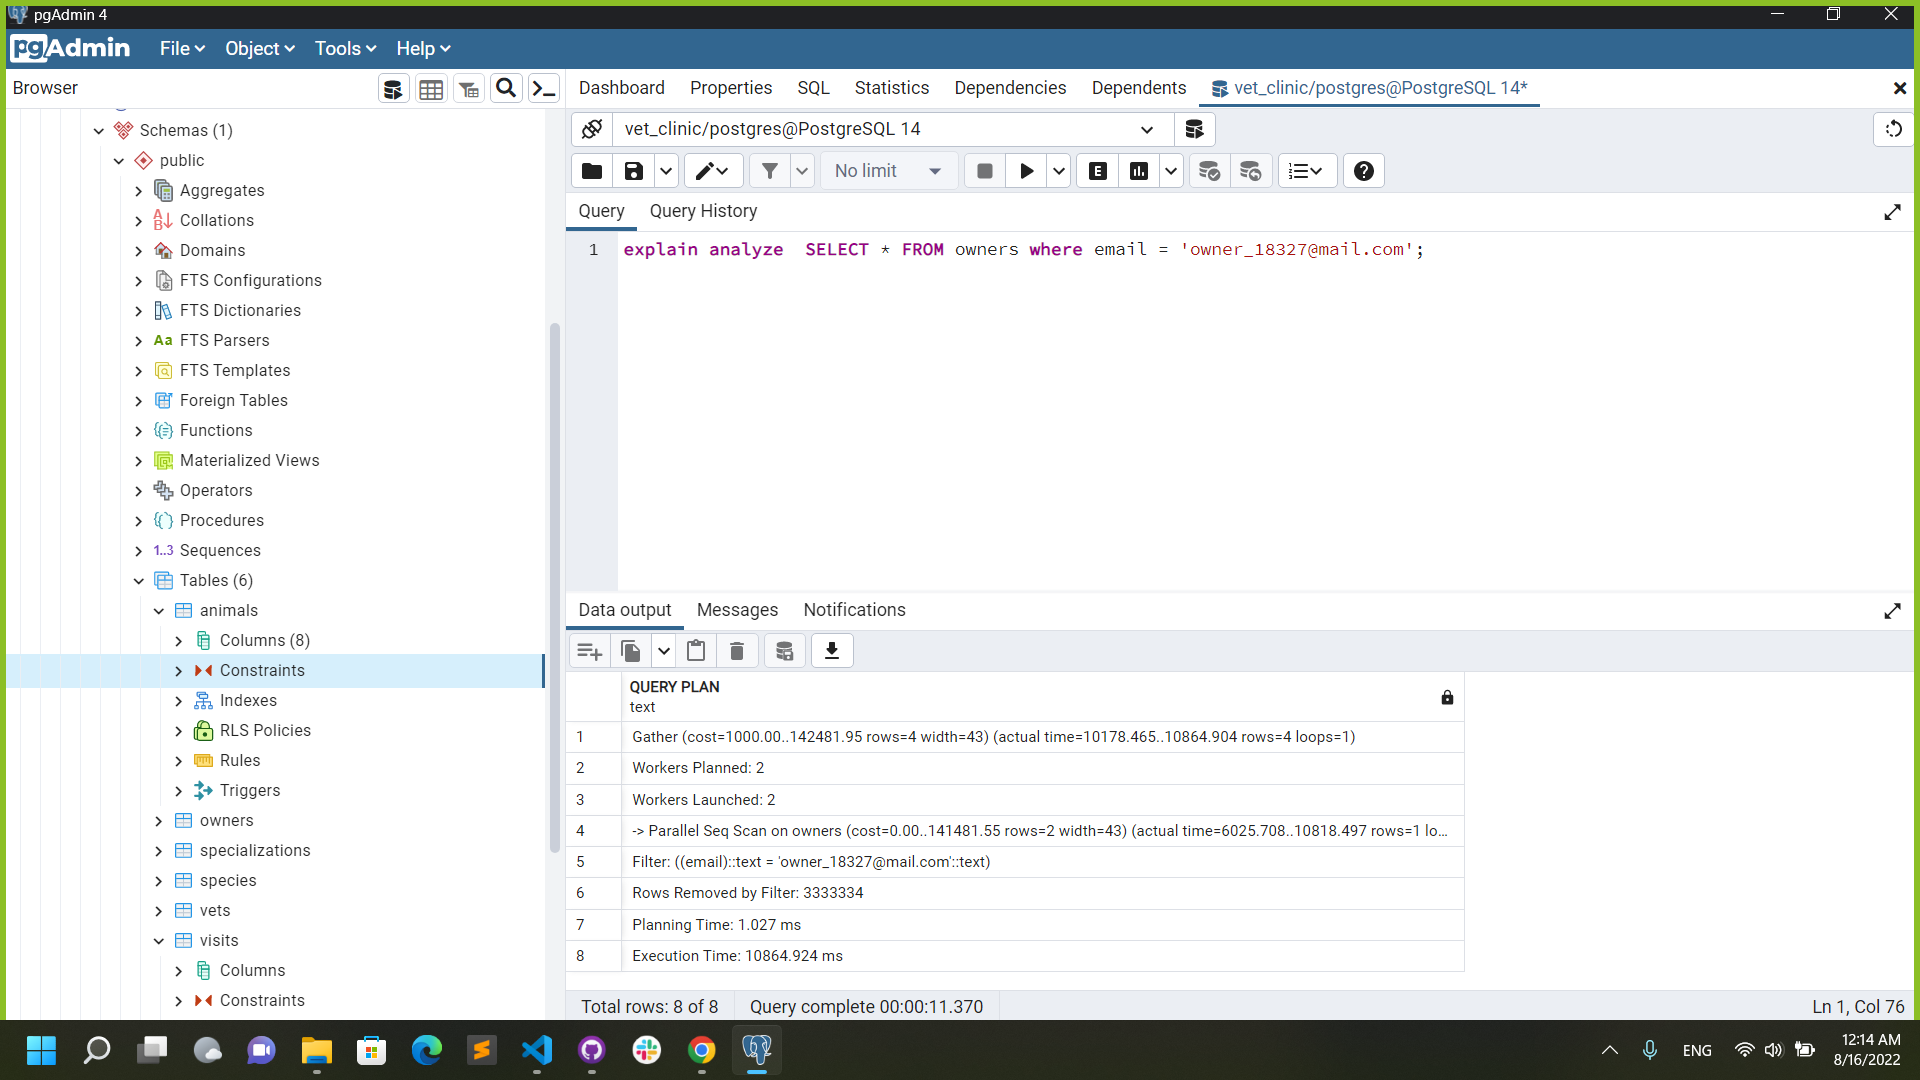 pgAdmin 4
pgAdmin File Object Tools Help
Browser
Dashboard Properties SQL Statistics Dependencies Dependents vet_clinic/postgres@PostgreSQL 14*
Schemas (1)
public
Aggregates
Collations
Domains
FTS Configurations
FTS Dictionaries
Aa FTS Parsers
FTS Templates
Foreign Tables
Functions
Materialized Views
Operators
Procedures
1..3 Sequences
Tables (6)
animals
Columns (8)
Constraints
Indexes
RLS Policies
Rules
Triggers
owners
specializations
species
vets
visits
Columns
Constraints
vet_clinic/postgres@PostgreSQL 14
No limit E
Query Query History
1 explain analyze  SELECT * FROM owners where email = 'owner_18327@mail.com';
Data output Messages Notifications
QUERY PLAN
text
1 Gather (cost=1000.00..142481.95 rows=4 width=43) (actual time=10178.465..10864.904 rows=4 loops=1)
2 Workers Planned: 2
3 Workers Launched: 2
4 -> Parallel Seq Scan on owners (cost=0.00..141481.55 rows=2 width=43) (actual time=6025.708..10818.497 rows=1 lo...
5 Filter: ((email)::text = 'owner_18327@mail.com'::text)
6 Rows Removed by Filter: 3333334
7 Planning Time: 1.027 ms
8 Execution Time: 10864.924 ms
Total rows: 8 of 8 Query complete 00:00:11.370 Ln 1, Col 76
ENG
12:14 AM
8/16/2022